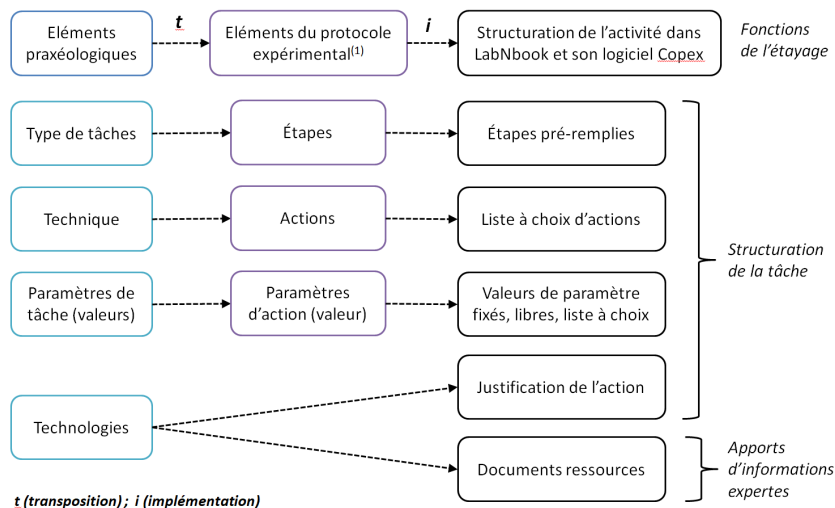 Eléments
praxéologiques
t
Eléments du protocole
expérimental(1)
i
Structuration de l'activité dans
LabNbook et son logiciel Copex
Fonctions
de l'étayage
Type de tâches
Étapes
Étapes pré-remplies
Technique
Actions
Liste à choix d'actions
Structuration
de la tâche
Paramètres de
tâche (valeurs)
Paramètres
d'action (valeur)
Valeurs de paramètre
fixés, libres, liste à choix
Justification de l'action
Technologies
Documents ressources
Apports
d'informations
expertes
t (transposition) ; i (implémentation)